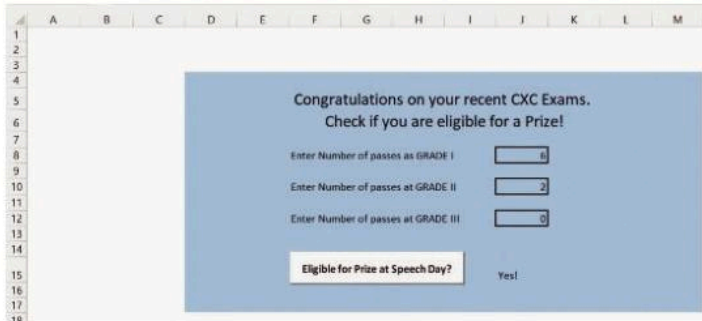 A B C D E F G H I J K L M
1
2
3
4
5 Congratulations on your recent CXC Exams.
6 Check if you are eligible for a Prize!
7
8 Enter Number of passes as GRADE I 6
9
10 Enter Number of passes at GRADE II 2
11
12 Enter Number of passes at GRADE III 0
13
14
15 Eligible for Prize at Speech Day? Yes!
16
17
18